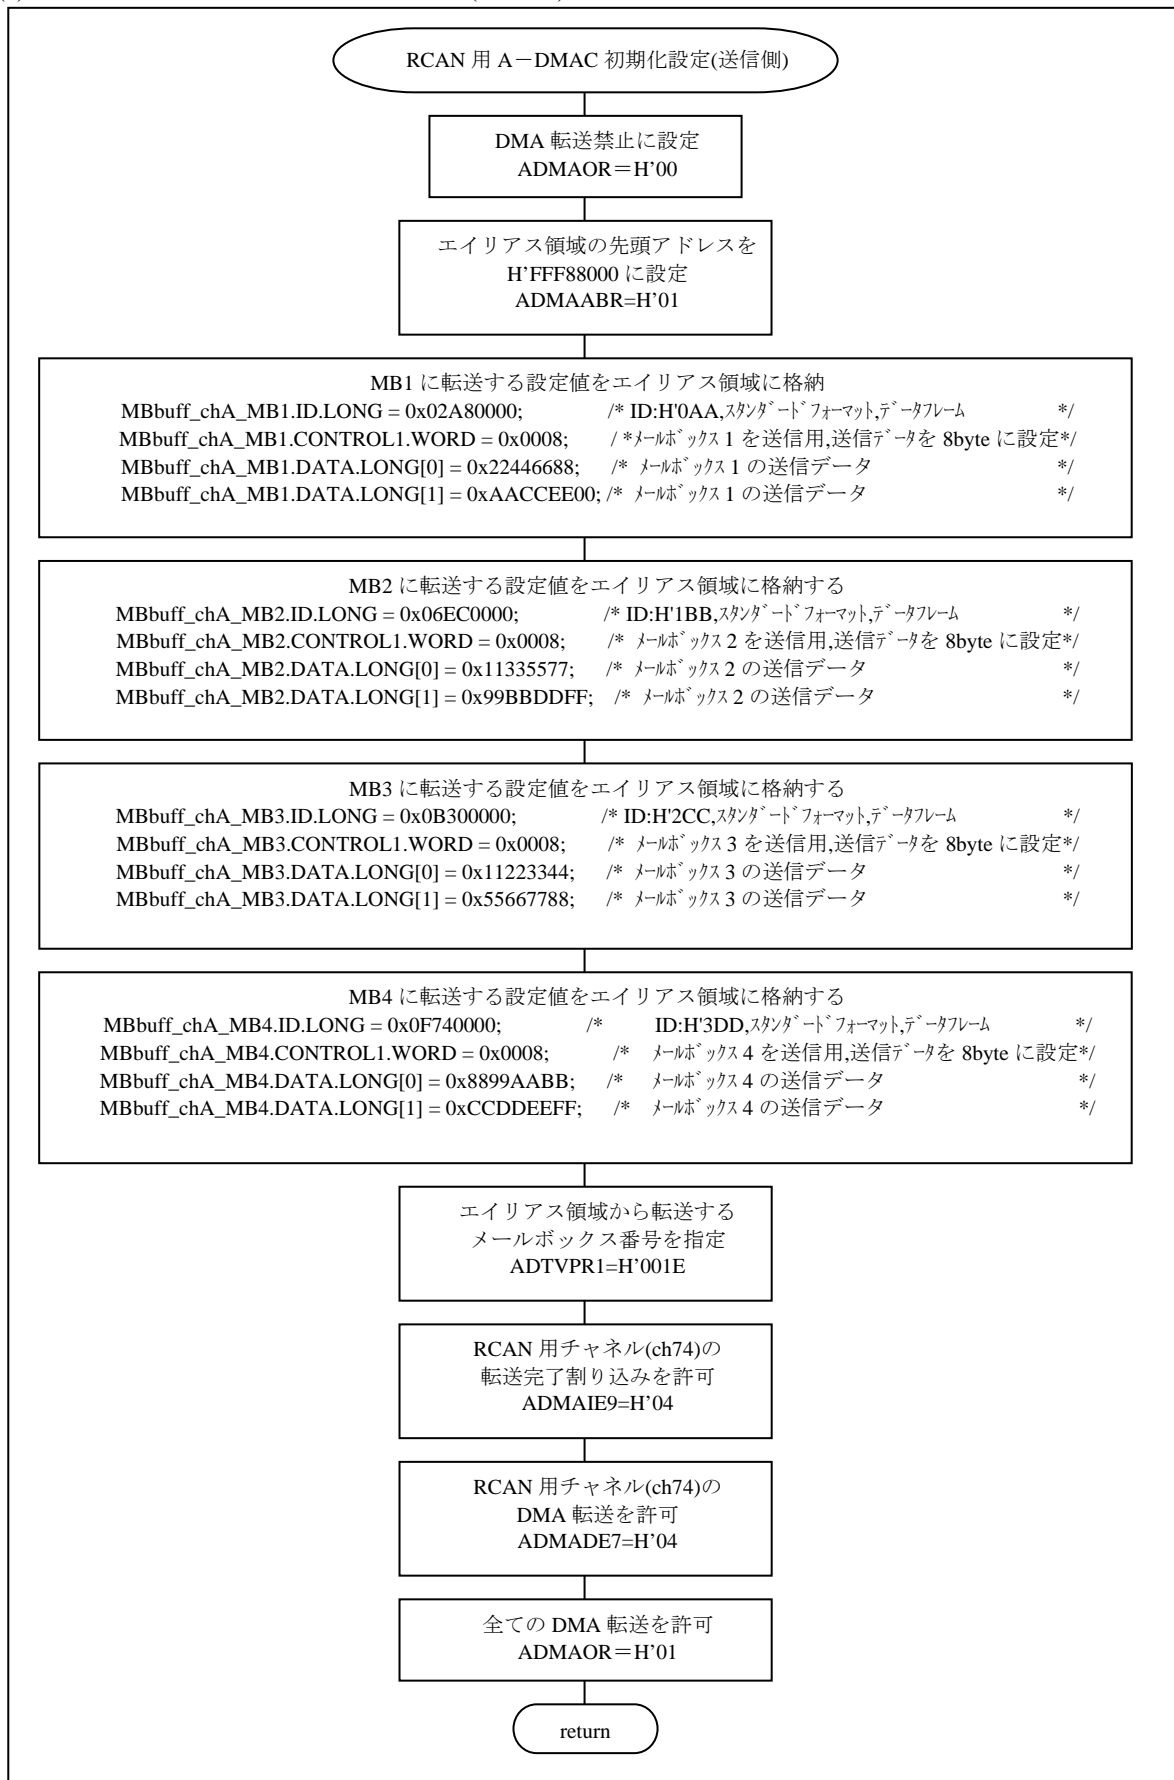 RCAN 用 A－DMAC 初期化設定(送信側)
DMA 転送禁止に設定
ADMAOR＝H’00
エイリアス領域の先頭アドレスを
H’FFF88000 に設定
ADMAABR=H’01
MB1 に転送する設定値をエイリアス領域に格納
MBbuff_chA_MB1.ID.LONG = 0x02A80000; /* ID:H'0AA,ｽﾀﾝﾀﾞｰﾄﾞﾌｫｰﾏｯﾄ,ﾃﾞｰﾀﾌﾚｰﾑ */
MBbuff_chA_MB1.CONTROL1.WORD = 0x0008; / *ﾒｰﾙﾎﾞｯｸｽ 1 を送信用,送信ﾃﾞｰﾀを 8byte に設定*/
MBbuff_chA_MB1.DATA.LONG[0] = 0x22446688; /* ﾒｰﾙﾎﾞｯｸｽ 1 の送信データ */
MBbuff_chA_MB1.DATA.LONG[1] = 0xAACCEE00; /* ﾒｰﾙﾎﾞｯｸｽ 1 の送信データ */
MB2 に転送する設定値をエイリアス領域に格納する
MBbuff_chA_MB2.ID.LONG = 0x06EC0000; /* ID:H'1BB,ｽﾀﾝﾀﾞｰﾄﾞﾌｫｰﾏｯﾄ,ﾃﾞｰﾀﾌﾚｰﾑ */
MBbuff_chA_MB2.CONTROL1.WORD = 0x0008; /* ﾒｰﾙﾎﾞｯｸｽ 2 を送信用,送信ﾃﾞｰﾀを 8byte に設定*/
MBbuff_chA_MB2.DATA.LONG[0] = 0x11335577; /* ﾒｰﾙﾎﾞｯｸｽ 2 の送信データ */
MBbuff_chA_MB2.DATA.LONG[1] = 0x99BBDDFF; /* ﾒｰﾙﾎﾞｯｸｽ 2 の送信データ */
MB3 に転送する設定値をエイリアス領域に格納する
MBbuff_chA_MB3.ID.LONG = 0x0B300000; /* ID:H'2CC,ｽﾀﾝﾀﾞｰﾄﾞﾌｫｰﾏｯﾄ,ﾃﾞｰﾀﾌﾚｰﾑ */
MBbuff_chA_MB3.CONTROL1.WORD = 0x0008; /* ﾒｰﾙﾎﾞｯｸｽ 3 を送信用,送信ﾃﾞｰﾀを 8byte に設定*/
MBbuff_chA_MB3.DATA.LONG[0] = 0x11223344; /* ﾒｰﾙﾎﾞｯｸｽ 3 の送信データ */
MBbuff_chA_MB3.DATA.LONG[1] = 0x55667788; /* ﾒｰﾙﾎﾞｯｸｽ 3 の送信データ */
MB4 に転送する設定値をエイリアス領域に格納する
MBbuff_chA_MB4.ID.LONG = 0x0F740000; /* ID:H'3DD,ｽﾀﾝﾀﾞｰﾄﾞﾌｫｰﾏｯﾄ,ﾃﾞｰﾀﾌﾚｰﾑ */
MBbuff_chA_MB4.CONTROL1.WORD = 0x0008; /* ﾒｰﾙﾎﾞｯｸｽ 4 を送信用,送信ﾃﾞｰﾀを 8byte に設定*/
MBbuff_chA_MB4.DATA.LONG[0] = 0x8899AABB; /* ﾒｰﾙﾎﾞｯｸｽ 4 の送信データ */
MBbuff_chA_MB4.DATA.LONG[1] = 0xCCDDEEFF; /* ﾒｰﾙﾎﾞｯｸｽ 4 の送信データ */
エイリアス領域から転送する
メールボックス番号を指定
ADTVPR1=H’001E
RCAN 用チャネル(ch74)の
転送完了割り込みを許可
ADMAIE9=H’04
RCAN 用チャネル(ch74)の
DMA 転送を許可
ADMADE7=H’04
全ての DMA 転送を許可
ADMAOR＝H’01
return